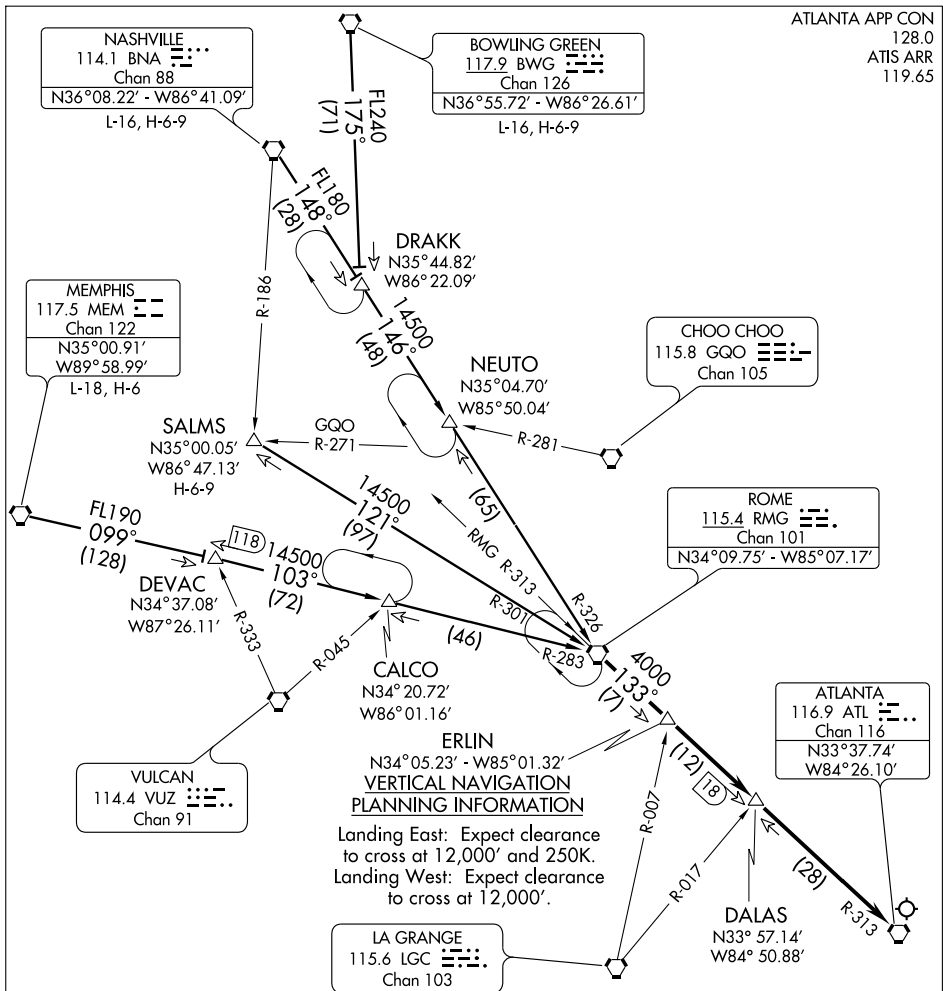 ATLANTA APP CON
128.0
ATIS ARR
119.65
NASHVILLE
114.1 BNA
Chan 88
N36°08.22' - W86°41.09'
L-16, H-6-9
BOWLING GREEN
117.9 BWG
Chan 126
N36°55.72' - W86°26.61'
L-16, H-6-9
FL240
175°
(71)
FL180
148°
(28)
R-186
DRAKK
N35°44.82'
W86°22.09'
MEMPHIS
117.5 MEM
Chan 122
N35°00.91'
W89°58.99'
L-18, H-6
14500
146°
(48)
CHOO CHOO
115.8 GQO
Chan 105
NEUTO
N35°04.70'
W85°50.04'
R-281
GQO
R-271
SALMS
N35°00.05'
W86°47.13'
H-6-9
14500
121°
(97)
(65)
RMG R-313
R-326
R-301
ROME
115.4 RMG
Chan 101
N34°09.75' - W85°07.17'
FL190
099°
(128)
118
14500
103°
(72)
DEVAC
N34°37.08'
W87°26.11'
R-333
R-045
(46)
R-283
CALCO
N34°20.72'
W86°01.16'
4000
133°
(7)
VULCAN
114.4 VUZ
Chan 91
ERLIN
N34°05.23' - W85°01.32'
VERTICAL NAVIGATION
PLANNING INFORMATION
Landing East: Expect clearance
to cross at 12,000' and 250K.
Landing West: Expect clearance
to cross at 12,000'.
ATLANTA
116.9 ATL
Chan 116
N33°37.74'
W84°26.10'
(12)
18
R-007
R-017
(28)
R-313
DALAS
N33° 57.14'
W84° 50.88'
LA GRANGE
115.6 LGC
Chan 103